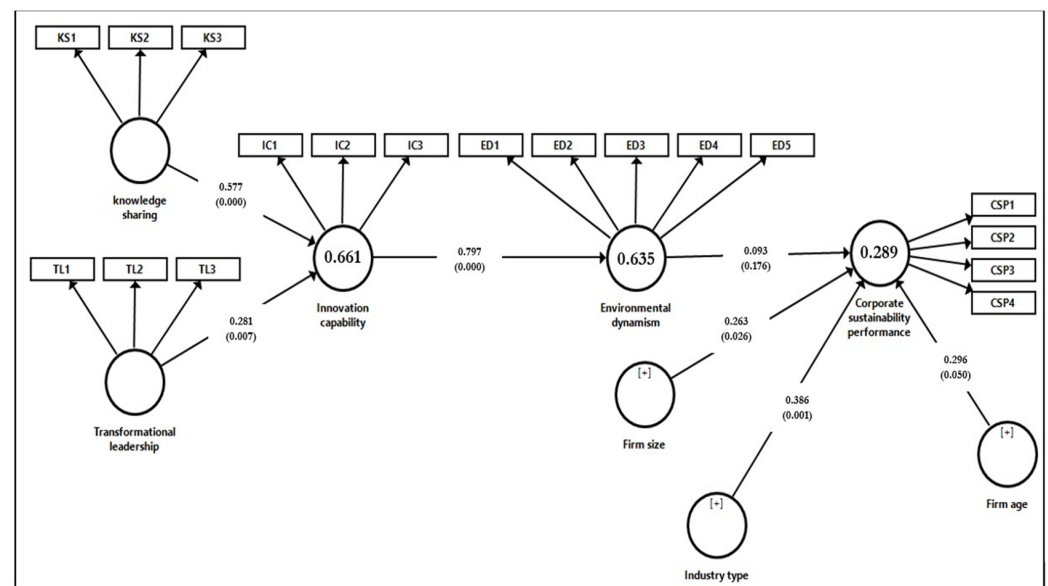 KS1
KS2
KS3
knowledge
sharing
0.577
(0.000)
TL1
TL2
TL3
Transformational
leadership
0.281
(0.007)
IC1
IC2
IC3
0.661
Innovation
capability
0.797
(0.000)
ED1
ED2
ED3
ED4
ED5
0.635
Environmental
dynamism
0.093
(0.176)
0.289
Corporate
sustainability
performance
CSP1
CSP2
CSP3
CSP4
0.263
(0.026)
[+]
Firm size
0.386
(0.001)
[+]
Industry type
0.296
(0.050)
[+]
Firm age